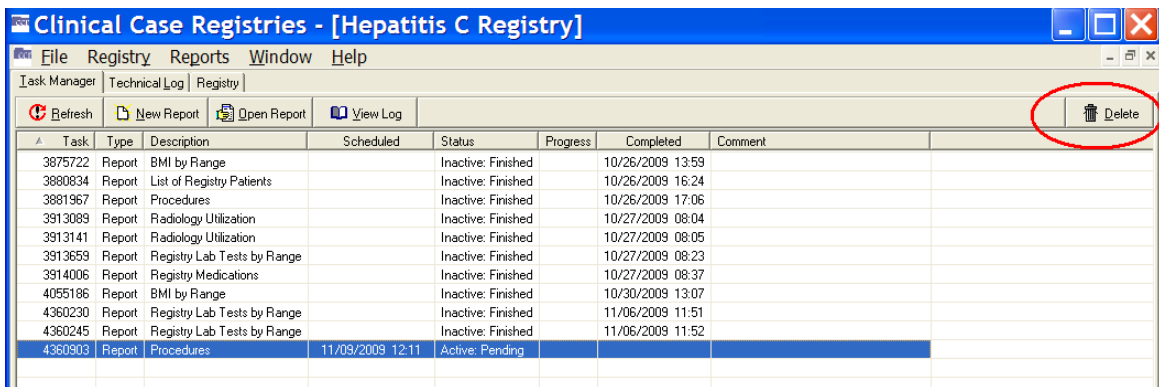 Clinical Case Registries - [Hepatitis C Registry]
File Registry Reports Window Help
Task Manager Technical Log Registry
Refresh New Report Open Report View Log Delete
Task Type Description Scheduled Status Progress Completed Comment
3875722 Report BMI by Range Inactive: Finished 10/26/2009 13:59
3880834 Report List of Registry Patients Inactive: Finished 10/26/2009 16:24
3881967 Report Procedures Inactive: Finished 10/26/2009 17:06
3913089 Report Radiology Utilization Inactive: Finished 10/27/2009 08:04
3913141 Report Radiology Utilization Inactive: Finished 10/27/2009 08:05
3913659 Report Registry Lab Tests by Range Inactive: Finished 10/27/2009 08:23
3914006 Report Registry Medications Inactive: Finished 10/27/2009 08:37
4055186 Report BMI by Range Inactive: Finished 10/30/2009 13:07
4360230 Report Registry Lab Tests by Range Inactive: Finished 11/06/2009 11:51
4360245 Report Registry Lab Tests by Range Inactive: Finished 11/06/2009 11:52
4360903 Report Procedures 11/09/2009 12:11 Active: Pending